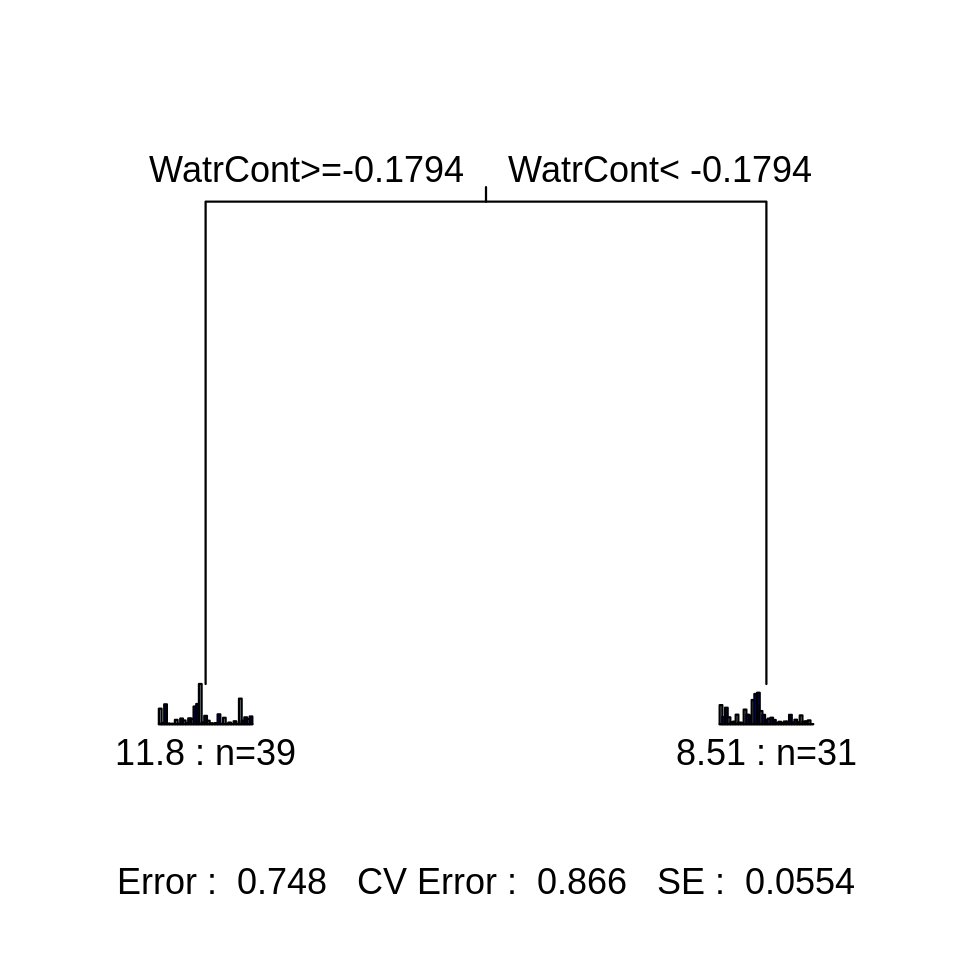 WatrCont>=-0.1794 WatrCont< -0.1794
11.8 : n=39 8.51 : n=31
Error : 0.748 CV Error : 0.866 SE : 0.0554